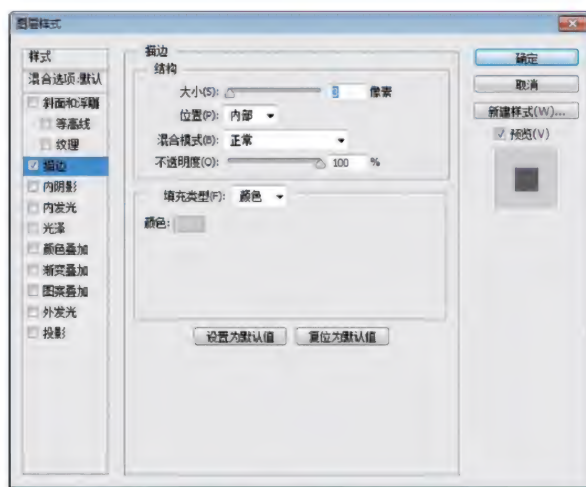 图层样式
样式
混合选项:默认
斜面和浮雕
等高线
纹理
描边
内阴影
内发光
光泽
颜色叠加
渐变叠加
图案叠加
外发光
投影
描边
结构
大小(S): 3 像素
位置(P): 内部
混合模式(B): 正常
不透明度(O): 100 %
填充类型(F): 颜色
颜色:
设置为默认值 复位为默认值
确定
取消
新建样式(W)...
预览(V)